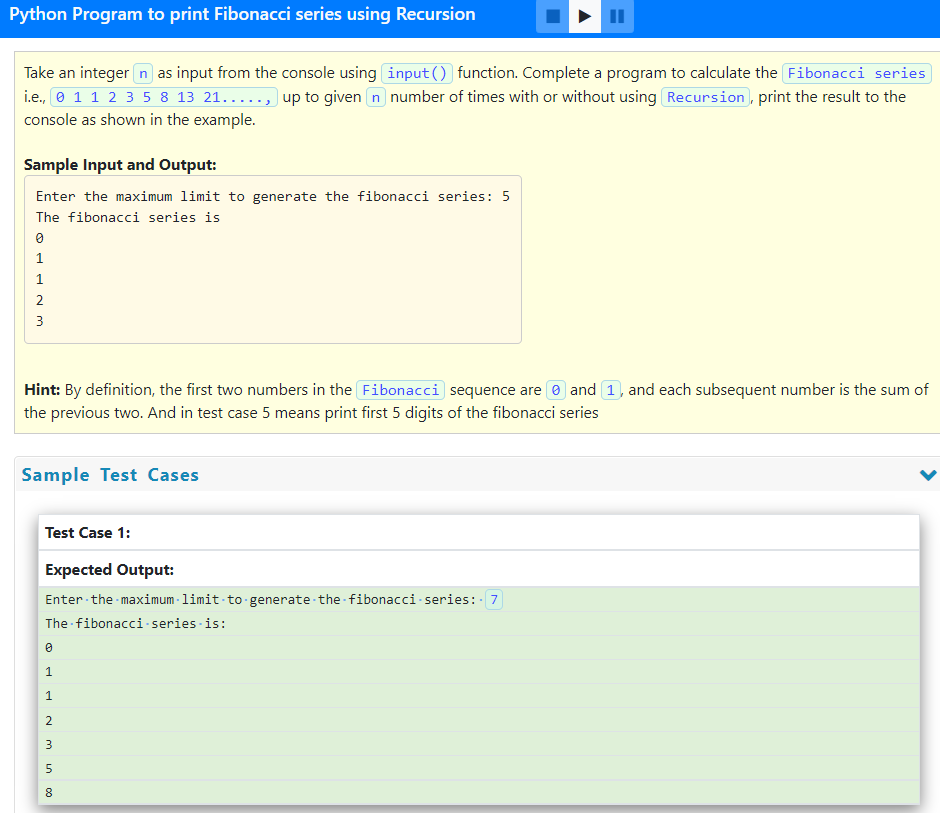 Python Program to print Fibonacci series using Recursion
Take an integer n as input from the console using input() function. Complete a program to calculate the Fibonacci series
i.e., 0 1 1 2 3 5 8 13 21....., up to given n number of times with or without using Recursion, print the result to the
console as shown in the example.
Sample Input and Output:
Enter the maximum limit to generate the fibonacci series: 5
The fibonacci series is
0
1
1
2
3
Hint: By definition, the first two numbers in the Fibonacci sequence are 0 and 1, and each subsequent number is the sum of
the previous two. And in test case 5 means print first 5 digits of the fibonacci series
Sample Test Cases
Test Case 1:
Expected Output:
Enter·the·maximum·limit·to·generate·the·fibonacci·series:·7
The·fibonacci·series·is:
0
1
1
2
3
5
8